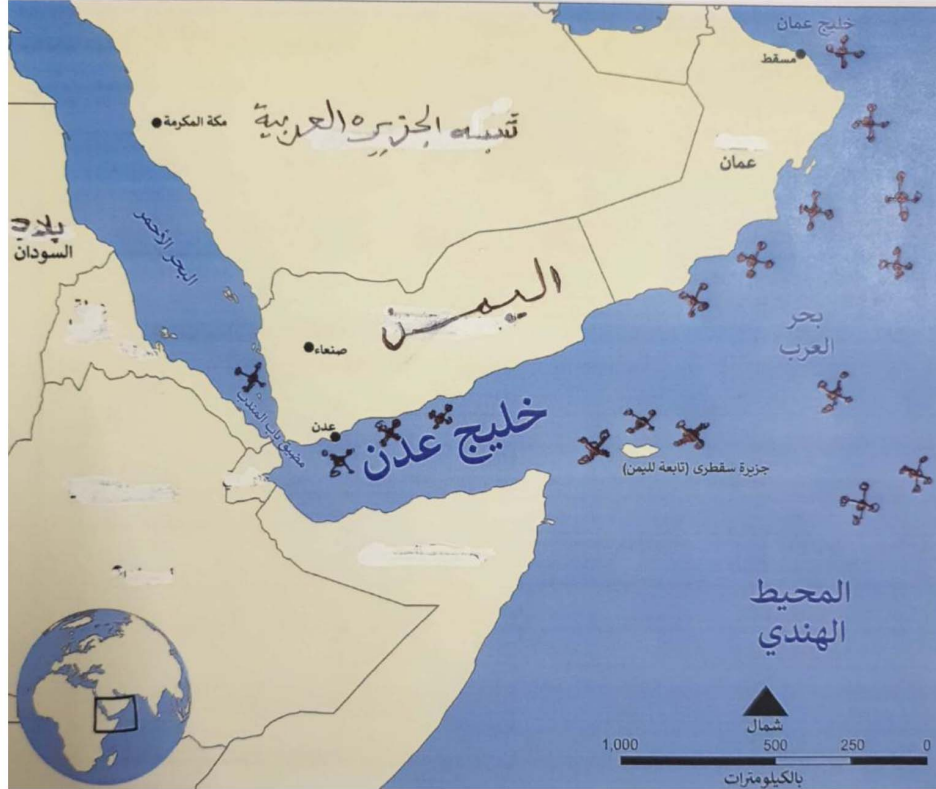 خليج عمان
مسقط
مكة المكرمة
شبه الجزيره العربية
عمان
بلاد
السودان
البحر الأحمر
اليمن
صنعاء
بحر
العرب
مضيق باب المندب
عدن
خليج عدن
جزيرة سقطرى (تابعة لليمن)
المحيط
الهندي
شمال
1,000 500 250 0
بالكيلومترات